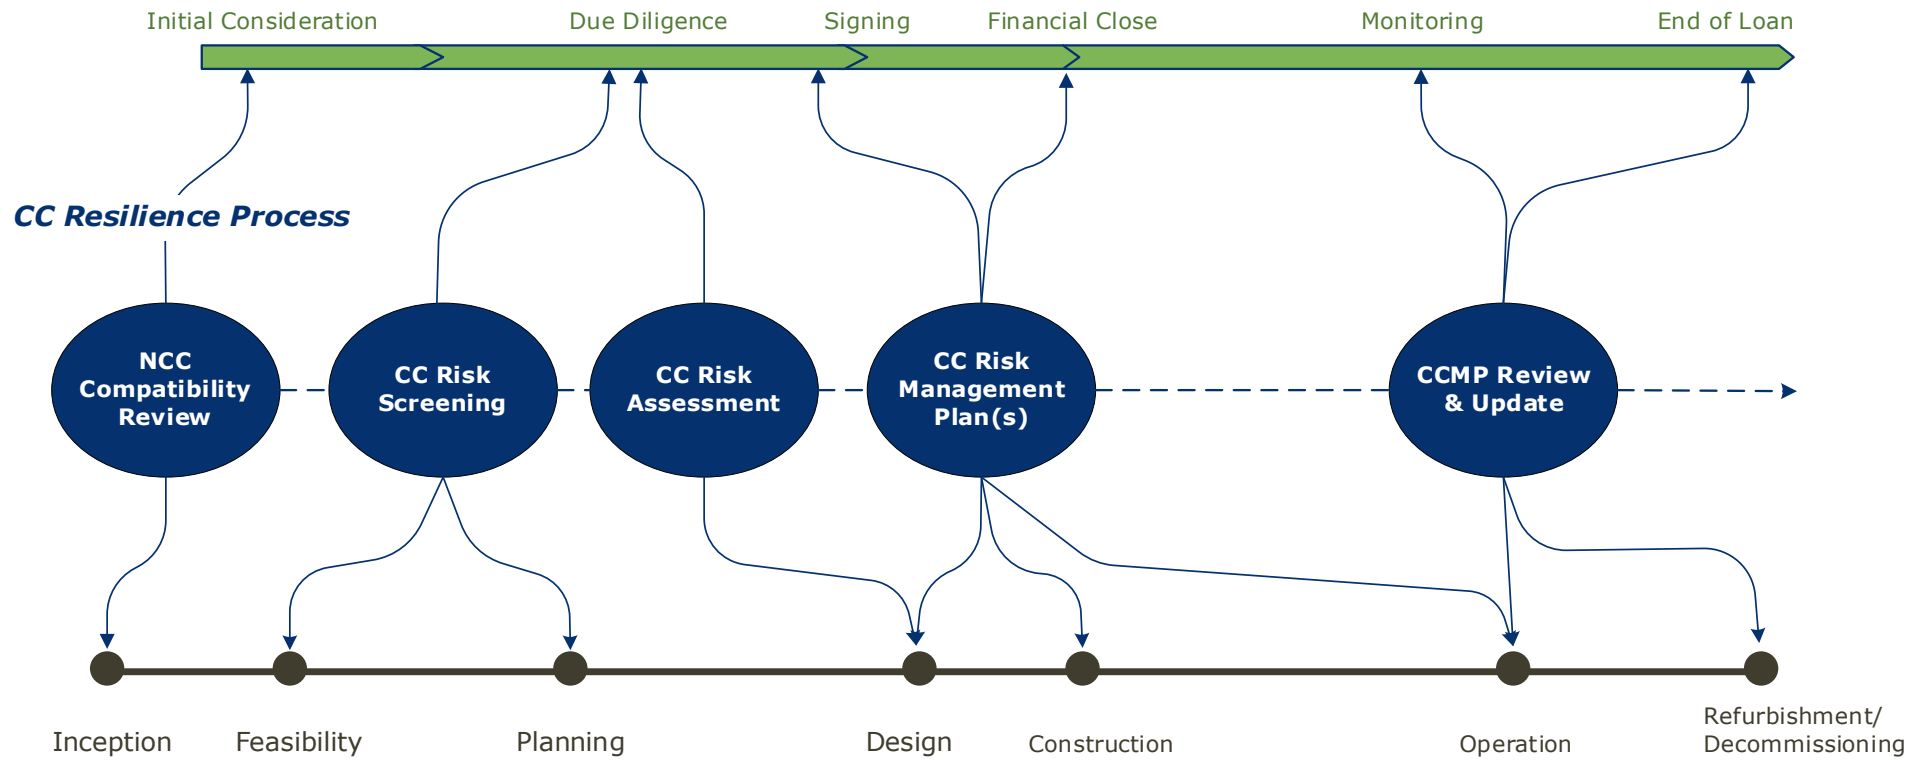 Initial Consideration
Due Diligence
Signing
Financial Close
Monitoring
End of Loan
CC Resilience Process
NCC
Compatibility
Review
CC Risk
Screening
CC Risk
Assessment
CC Risk
Management
Plan(s)
CCMP Review
& Update
Inception
Feasibility
Planning
Design
Construction
Operation
Refurbishment/
Decommissioning